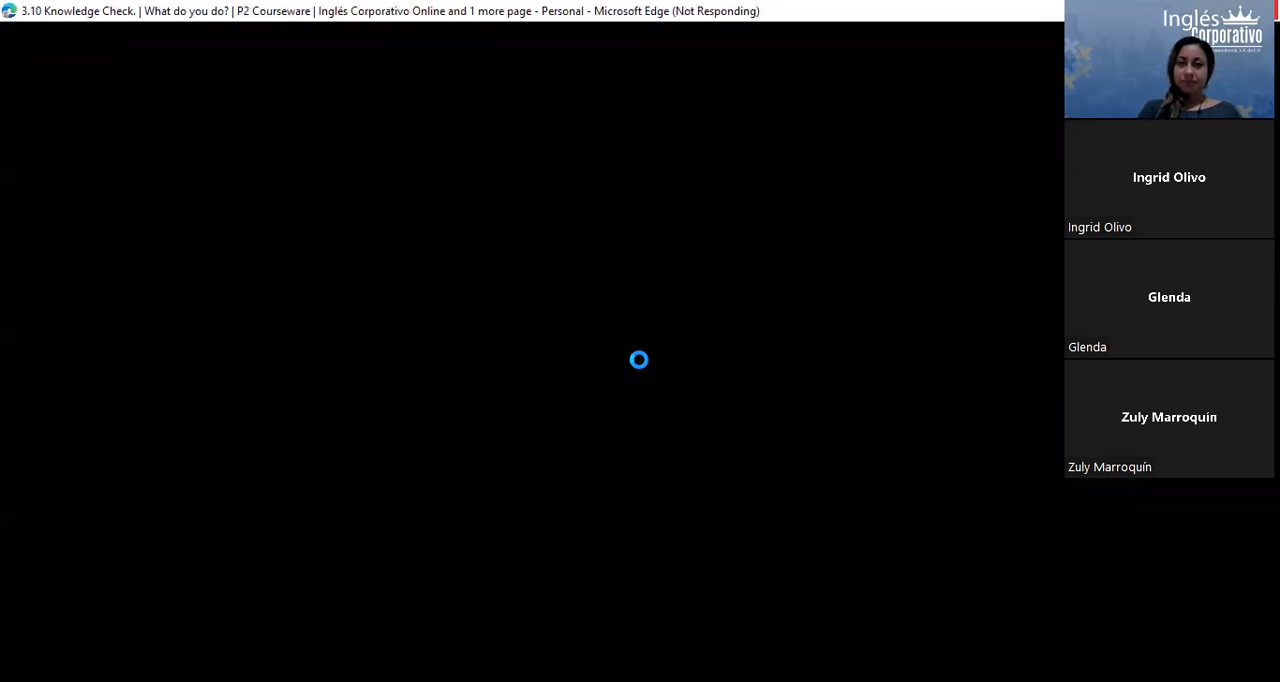 3.10 Knowledge Check. | What do you do? | P2 Courseware | Inglés Corporativo Online and 1 more page - Personal - Microsoft Edge (Not Responding)
Inglés
Corporativo
Ingrid Olivo
Ingrid Olivo
Glenda
Glenda
Zuly Marroquín
Zuly Marroquín